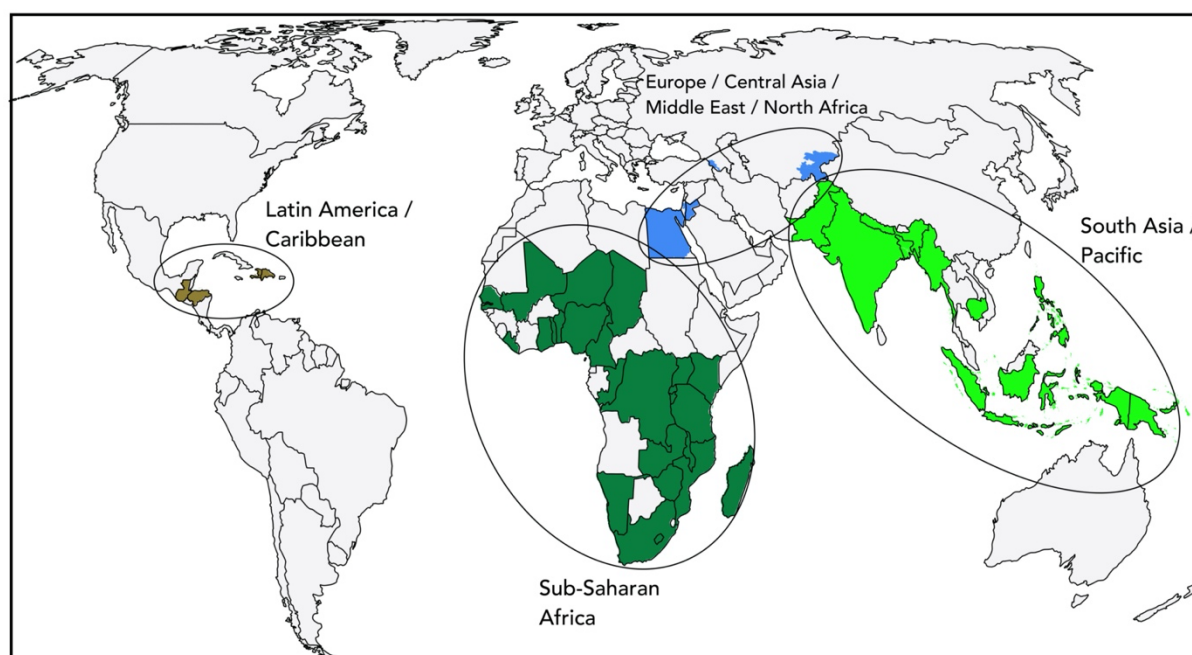 Europe / Central Asia /
Middle East / North Africa
Latin America /
Caribbean
South Asia /
Pacific
Sub-Saharan
Africa